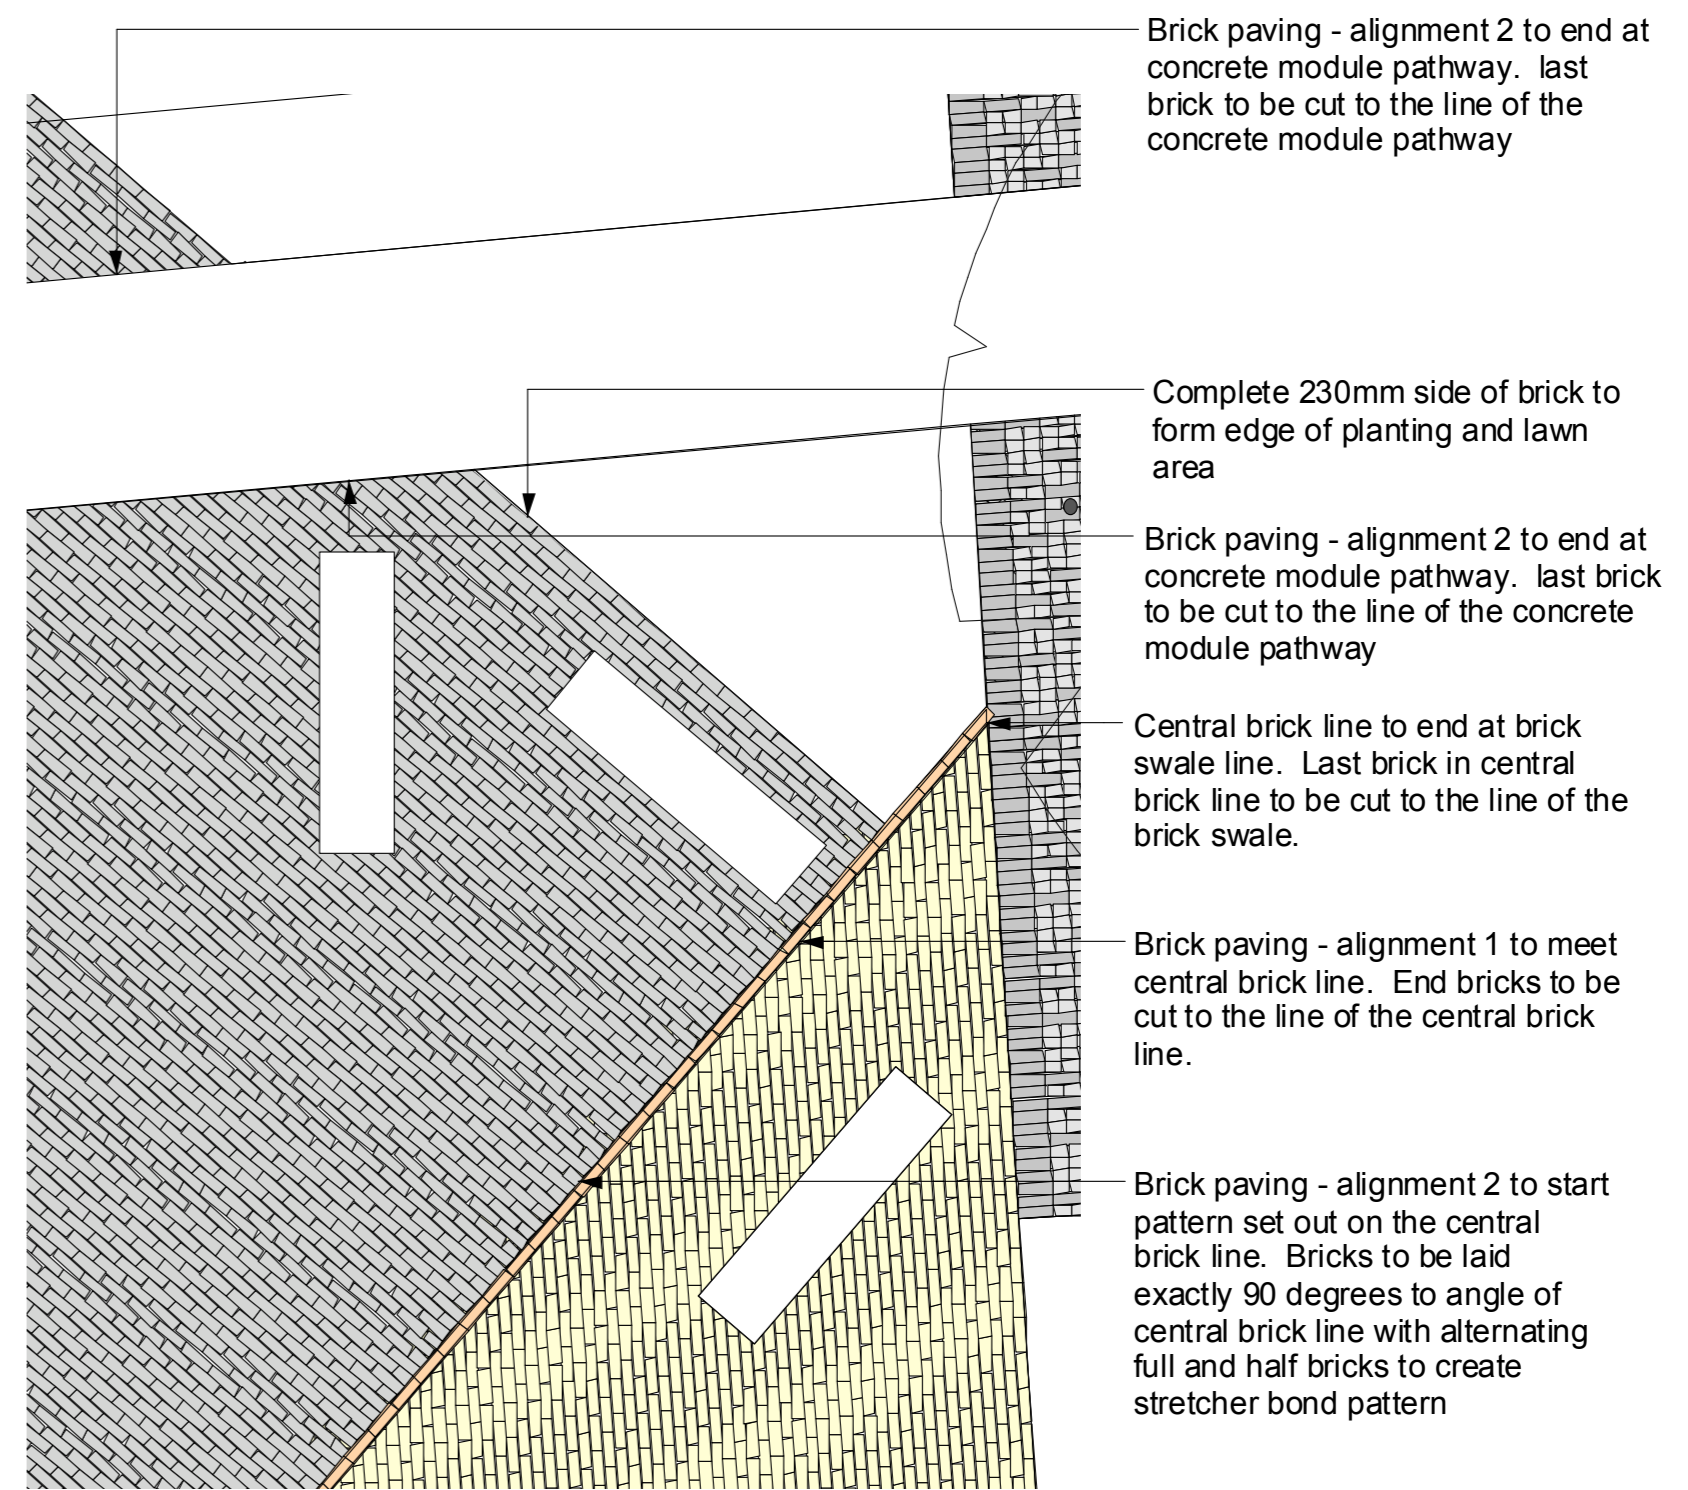 Brick paving - alignment 2 to end at
concrete module pathway.  last
brick to be cut to the line of the
concrete module pathway
Complete 230mm side of brick to
form edge of planting and lawn
area
Brick paving - alignment 2 to end at
concrete module pathway.  last brick
to be cut to the line of the concrete
module pathway
Central brick line to end at brick
swale line.  Last brick in central
brick line to be cut to the line of the
brick swale.
Brick paving - alignment 1 to meet
central brick line.  End bricks to be
cut to the line of the central brick
line.
Brick paving - alignment 2 to start
pattern set out on the central
brick line.  Bricks to be laid
exactly 90 degrees to angle of
central brick line with alternating
full and half bricks to create
stretcher bond pattern